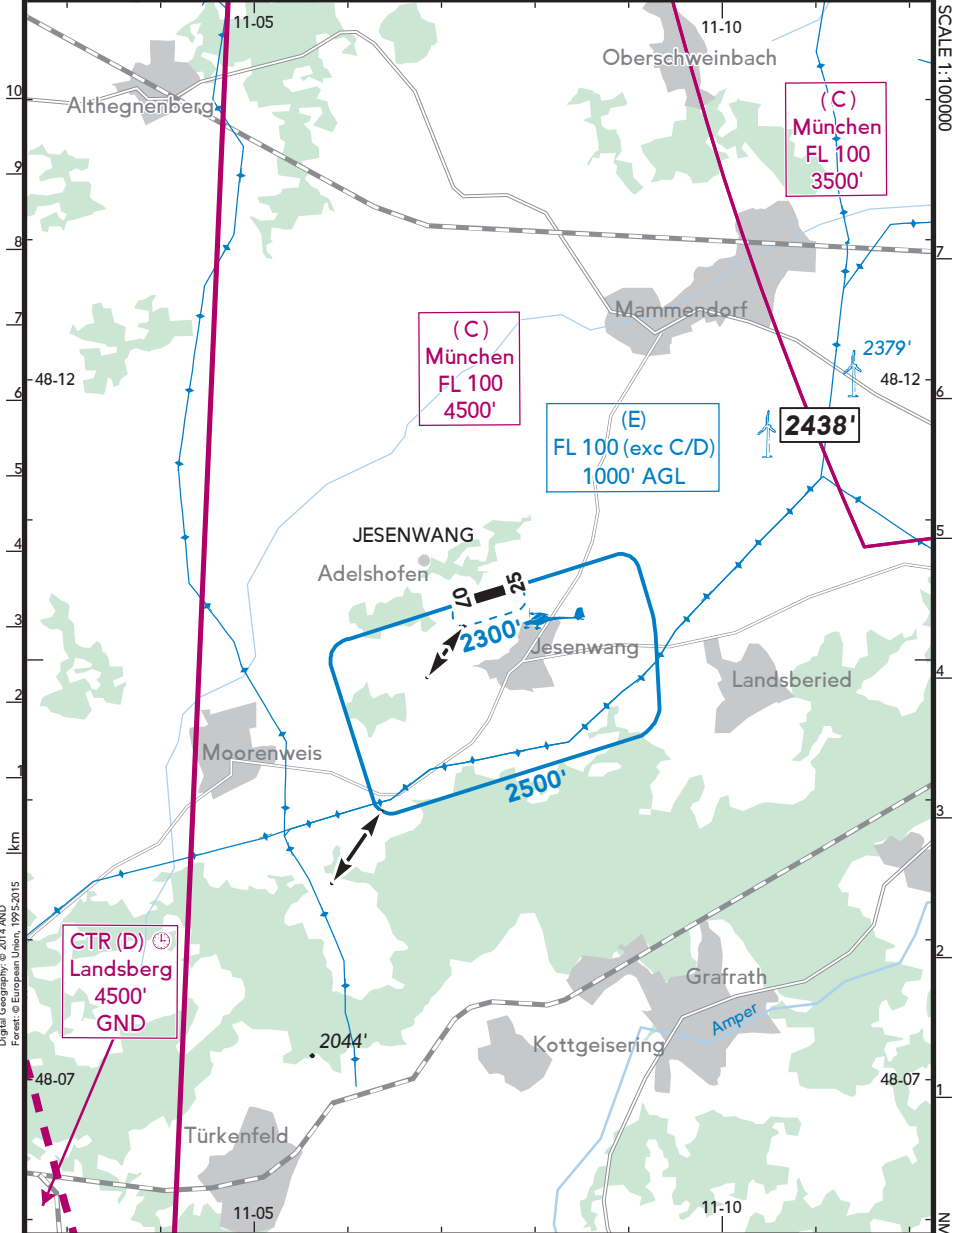 11-05
11-10
SCALE 1:100000
Oberschweinbach
10
Althegnenberg
(C)
München
FL 100
3500'
9
8
7
Mammendorf
7
(C)
München
FL 100
4500'
2379'
48-12
48-12
6
6
2438'
(E)
FL 100 (exc C/D)
1000' AGL
5
5
JESENWANG
4
Adelshofen
07
25
3
2300'
Jesenwang
4
Landsberied
2
Moorenweis
1
2500'
3
km
Digital Geography: © 2014 AND
Forest: © European Union, 1995-2015
CTR (D)
Landsberg
4500'
GND
2
Grafrath
Amper
2044'
Kottgeisering
48-07
48-07
1
Türkenfeld
11-05
11-10
NM